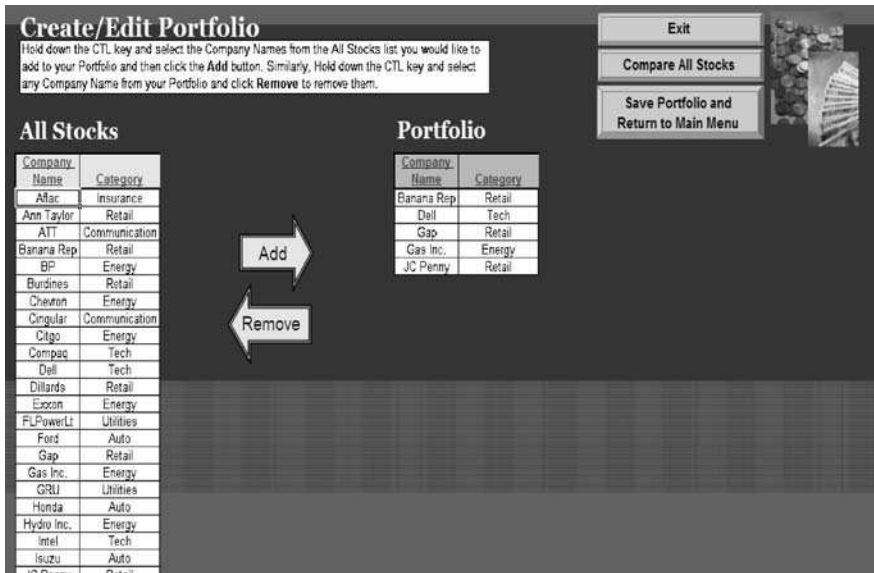 Create/Edit Portfolio
Hold down the CTL key and select the Company Names from the All Stocks list you would like to
add to your Portfolio and then click the Add button. Similarly, Hold down the CTL key and select
any Company Name from your Portfolio and click Remove to remove them.
Exit
Compare All Stocks
Save Portfolio and
Return to Main Menu
All Stocks
Company
Name Category
Aflac Insurance
Ann Taylor Retail
ATT Communication
Banana Rep Retail
BP Energy
Burdines Retail
Chevron Energy
Cingular Communication
Citgo Energy
Compaq Tech
Dell Tech
Dillards Retail
Exxon Energy
FLPowerLt Utilities
Ford Auto
Gap Retail
Gas Inc. Energy
GRU Utilities
Honda Auto
Hydro Inc. Energy
Intel Tech
Isuzu Auto
JC Penny Retail
Add
Remove
Portfolio
Company
Name Category
Banana Rep Retail
Dell Tech
Gap Retail
Gas Inc. Energy
JC Penny Retail